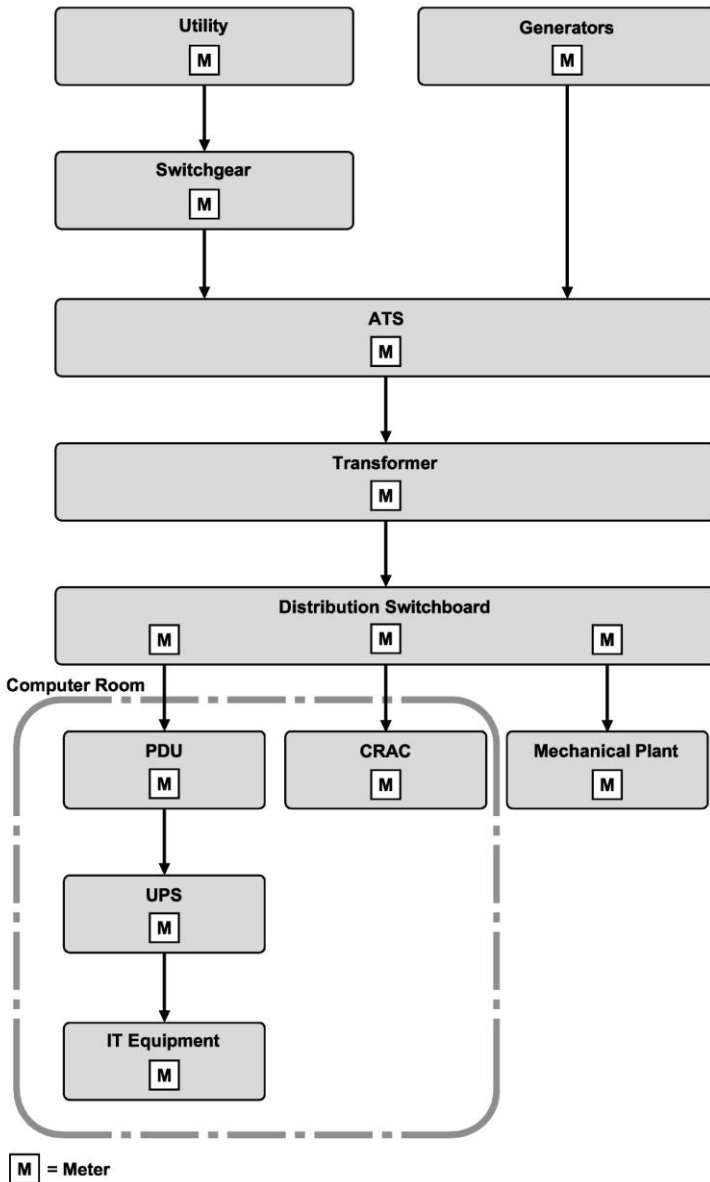 Utility
M
Generators
M
Switchgear
M
ATS
M
Transformer
M
Distribution Switchboard
M
M
M
Computer Room
PDU
M
CRAC
M
Mechanical Plant
M
UPS
M
IT Equipment
M
M = Meter